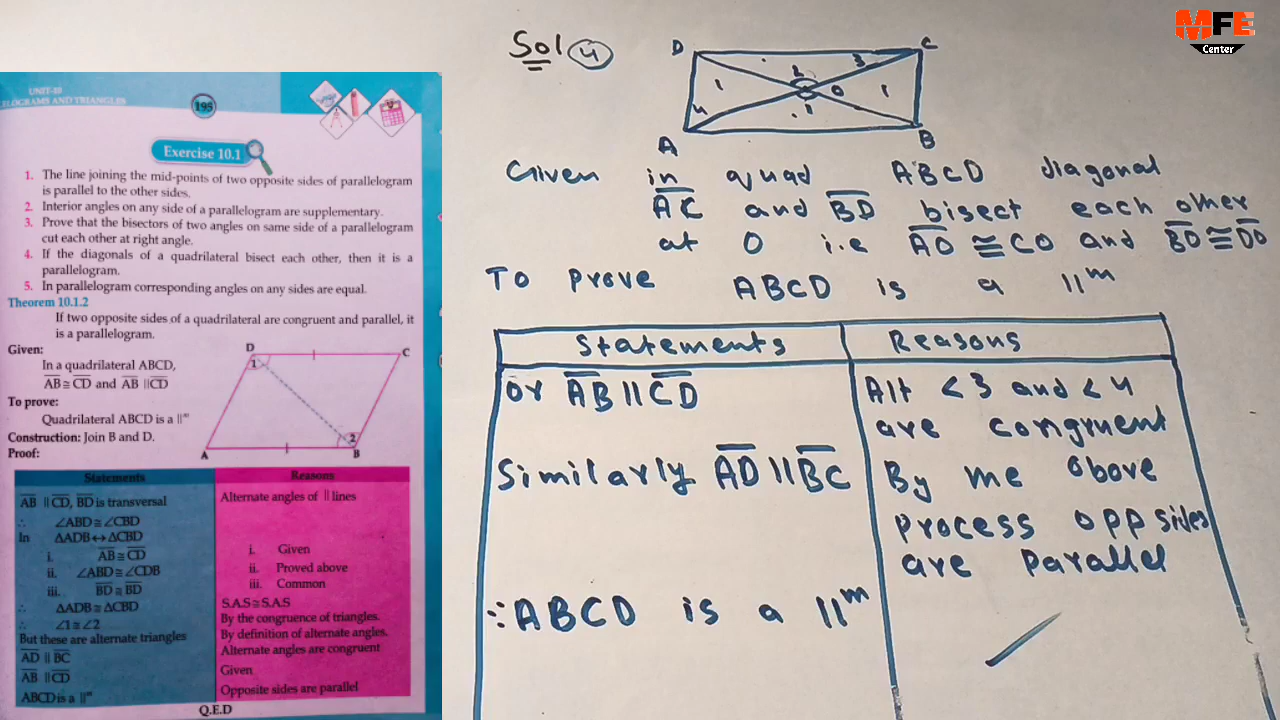 UNIT-10
ELOGRAMS AND TRIANGLES
195
Exercise 10.1
1. The line joining the mid-points of two opposite sides of parallelogram
is parallel to the other sides.
2. Interior angles on any side of a parallelogram are supplementary.
3. Prove that the bisectors of two angles on same side of a parallelogram
cut each other at right angle.
4. If the diagonals of a quadrilateral bisect each other, then it is a
parallelogram.
5. In parallelogram corresponding angles on any sides are equal.
Theorem 10.1.2
If two opposite sides of a quadrilateral are congruent and parallel, it
is a parallelogram.
Given:
In a quadrilateral ABCD,
AB ≅ CD and AB ∥ CD
To prove:
Quadrilateral ABCD is a ∥ᵐ
Construction: Join B and D.
Proof:
D C
1
2
A B
Statements Reasons
AB ∥ CD, BD is transversal Alternate angles of ∥ lines
∴ ∠ABD ≅ ∠CBD
In ΔADB ↔ ΔCBD
i. AB ≅ CD i. Given
ii. ∠ABD ≅ ∠CDB ii. Proved above
iii. BD ≅ BD iii. Common
∴ ΔADB ≅ ΔCBD S.A.S ≅ S.A.S
∴ ∠1 ≅ ∠2 By the congruence of triangles.
But these are alternate triangles By definition of alternate angles.
AD ∥ BC Alternate angles are congruent
AB ∥ CD Given
ABCD is a ∥ᵐ Opposite sides are parallel
Q.E.D
MFE
Center
Sol 4
D C
2 3
1 O 1
4 1
A B
Given in quad ABCD diagonal
AC and BD bisect each other
at O i.e AO ≅ CO and BO ≅ DO
To prove ABCD is a ∥ᵐ
Statements Reasons
or AB ∥ CD Alt <3 and <4
are congruent
Similarly AD ∥ BC By me above
process opp sides
are parallel
∵ ABCD is a ∥ᵐ